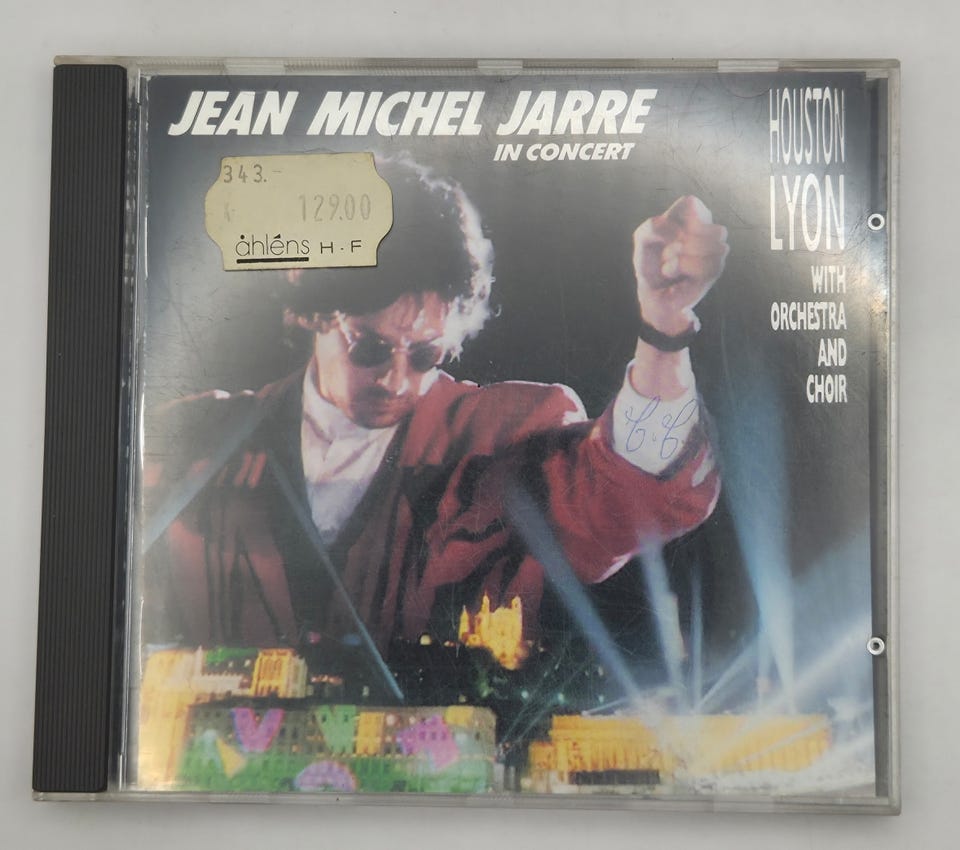 JEAN MICHEL JARRE
IN CONCERT
343.-
129.00
åhléns H-F
HOUSTON
LYON
WITH
ORCHESTRA
AND
CHOIR